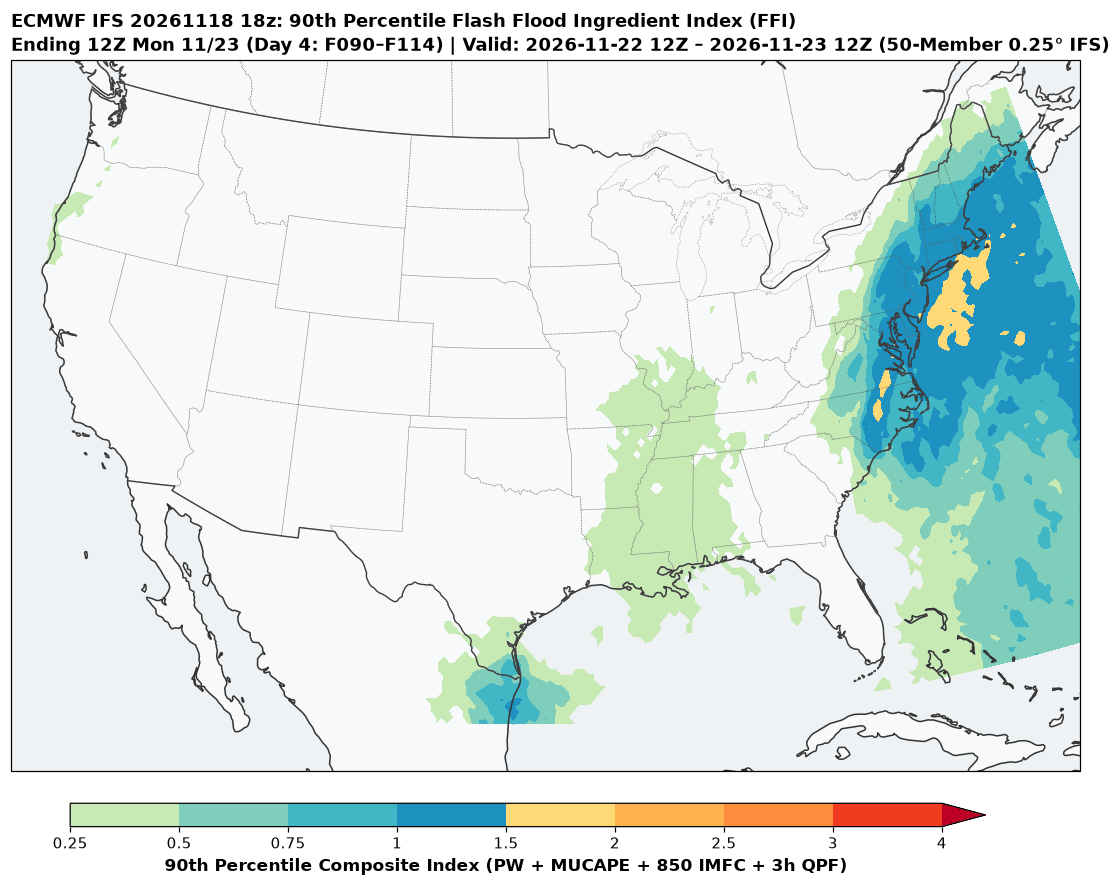 ECMWF IFS 20261118 18z: 90th Percentile Flash Flood Ingredient Index (FFI)
Ending 12Z Mon 11/23 (Day 4: F090–F114) | Valid: 2026-11-22 12Z – 2026-11-23 12Z (50-Member 0.25° IFS)
0.25 0.5 0.75 1 1.5 2 2.5 3 4
90th Percentile Composite Index (PW + MUCAPE + 850 IMFC + 3h QPF)